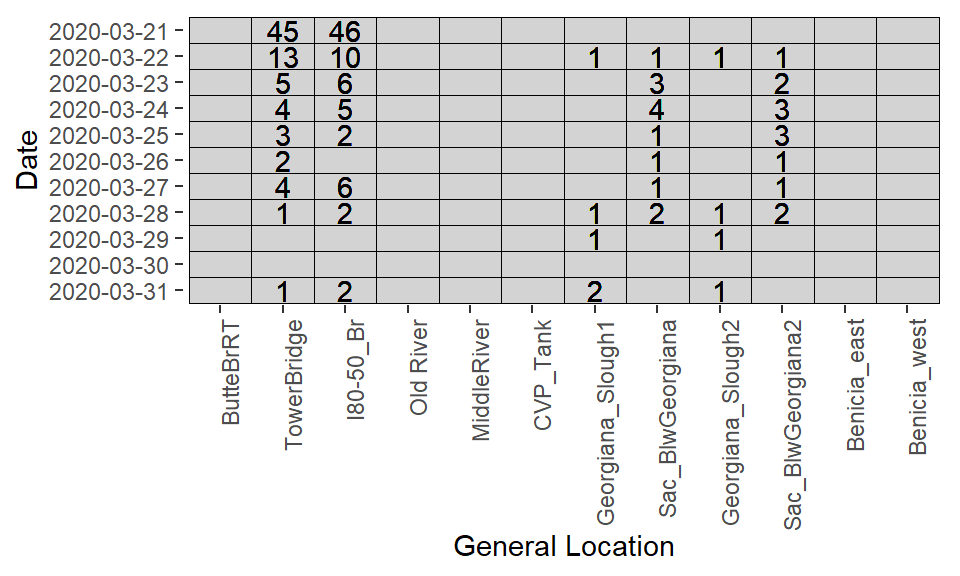 2020-03-21 45 46
2020-03-22 13 10 1 1 1 1
2020-03-23 5 6 3 2
2020-03-24 4 5 4 3
2020-03-25 3 2 1 3
2020-03-26 2 1 1
2020-03-27 4 6 1 1
2020-03-28 1 2 1 2 1 2
2020-03-29 1 1
2020-03-30
2020-03-31 1 2 2 1
Date
ButteBrRT
TowerBridge
I80-50_Br
Old River
MiddleRiver
CVP_Tank
Georgiana_Slough1
Sac_BlwGeorgiana
Georgiana_Slough2
Sac_BlwGeorgiana2
Benicia_east
Benicia_west
General Location